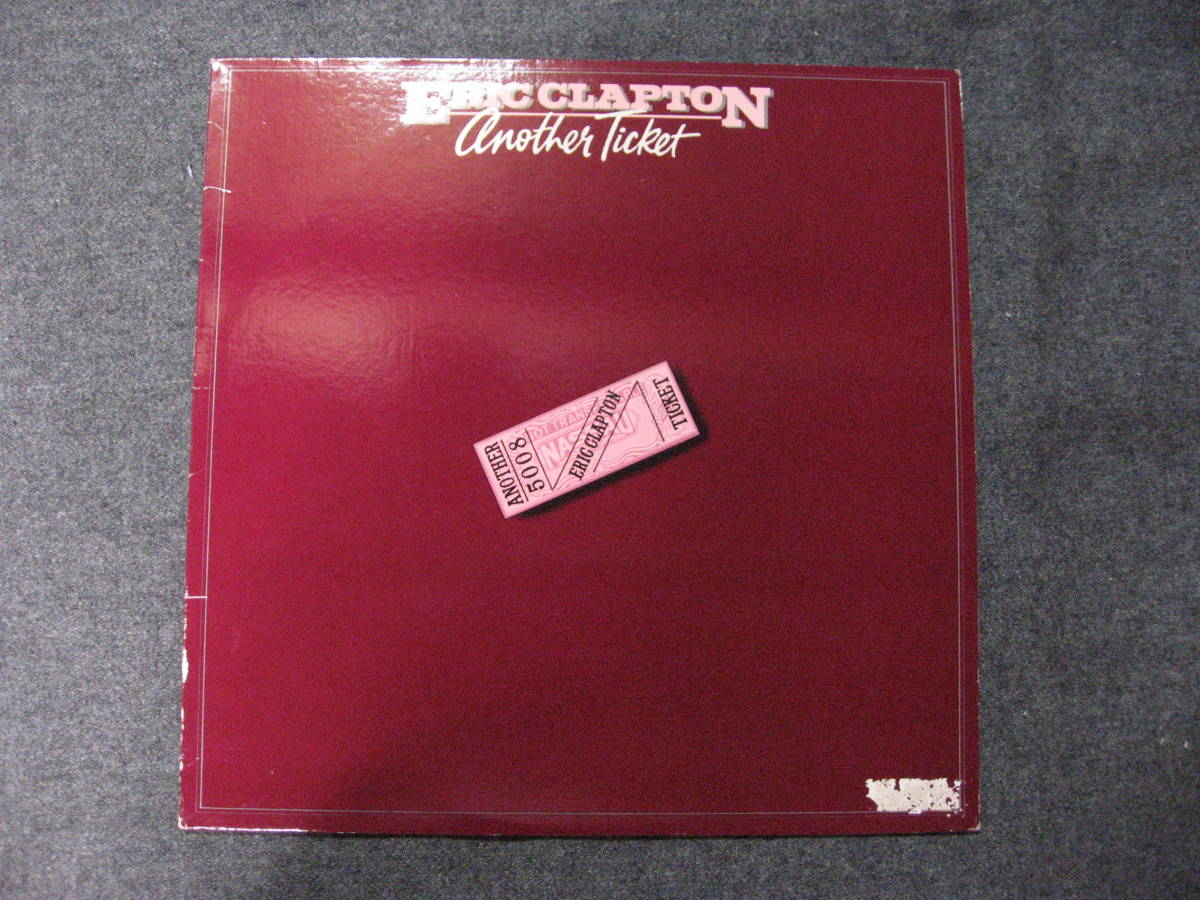 ERIC CLAPTON
Another Ticket
ANOTHER
5008
ERIC CLAPTON
TICKET